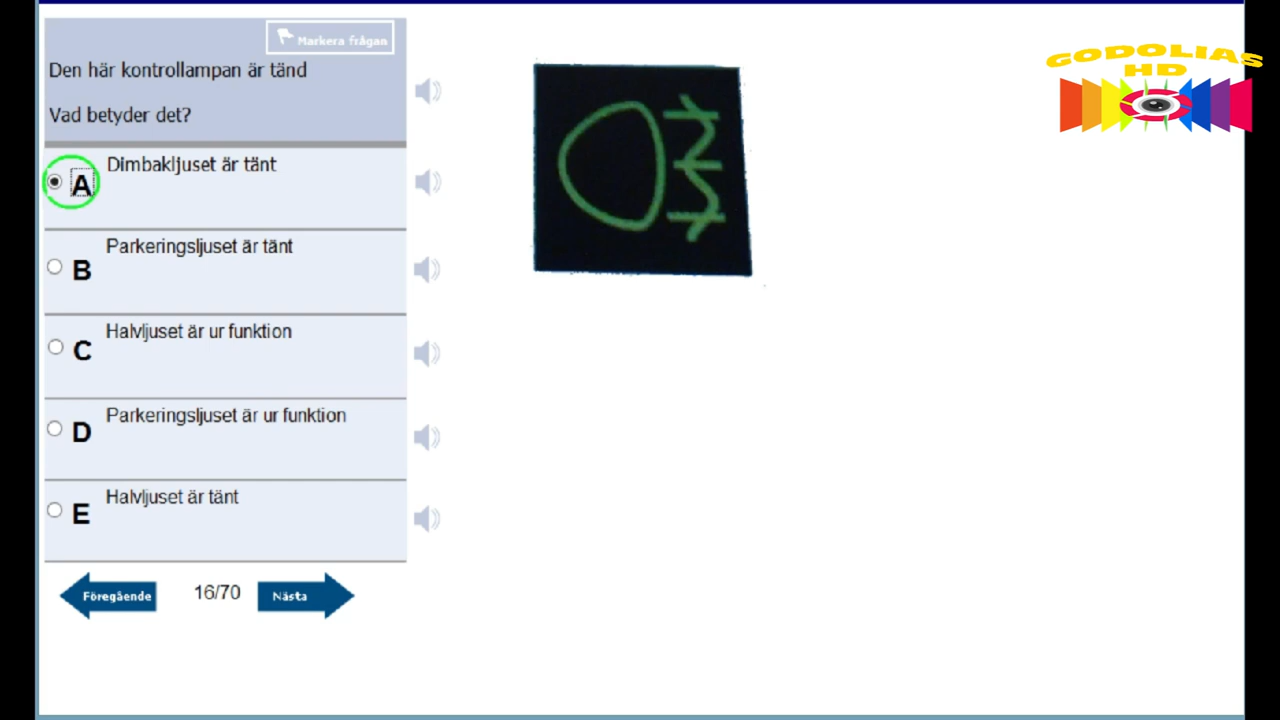 Markera frågan
Den här kontrollampan är tänd
Vad betyder det?
A Dimbakljuset är tänt
B Parkeringsljuset är tänt
C Halvljuset är ur funktion
D Parkeringsljuset är ur funktion
E Halvljuset är tänt
Föregående 16/70 Nästa
GODOLIAS
HD